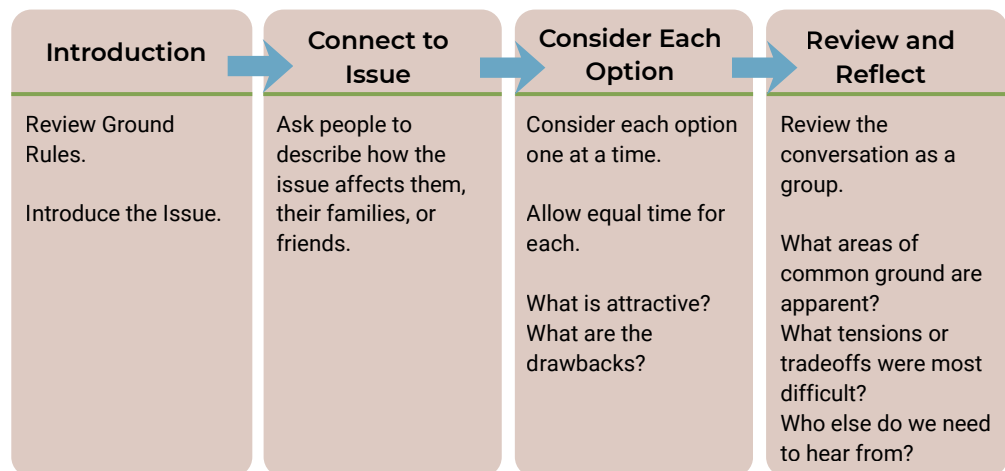 Introduction
Review Ground
Rules.
Introduce the Issue.
Connect to
Issue
Ask people to
describe how the
issue affects them,
their families, or
friends.
Consider Each
Option
Consider each option
one at a time.
Allow equal time for
each.
What is attractive?
What are the
drawbacks?
Review and
Reflect
Review the
conversation as a
group.
What areas of
common ground are
apparent?
What tensions or
tradeoffs were most
difficult?
Who else do we need
to hear from?